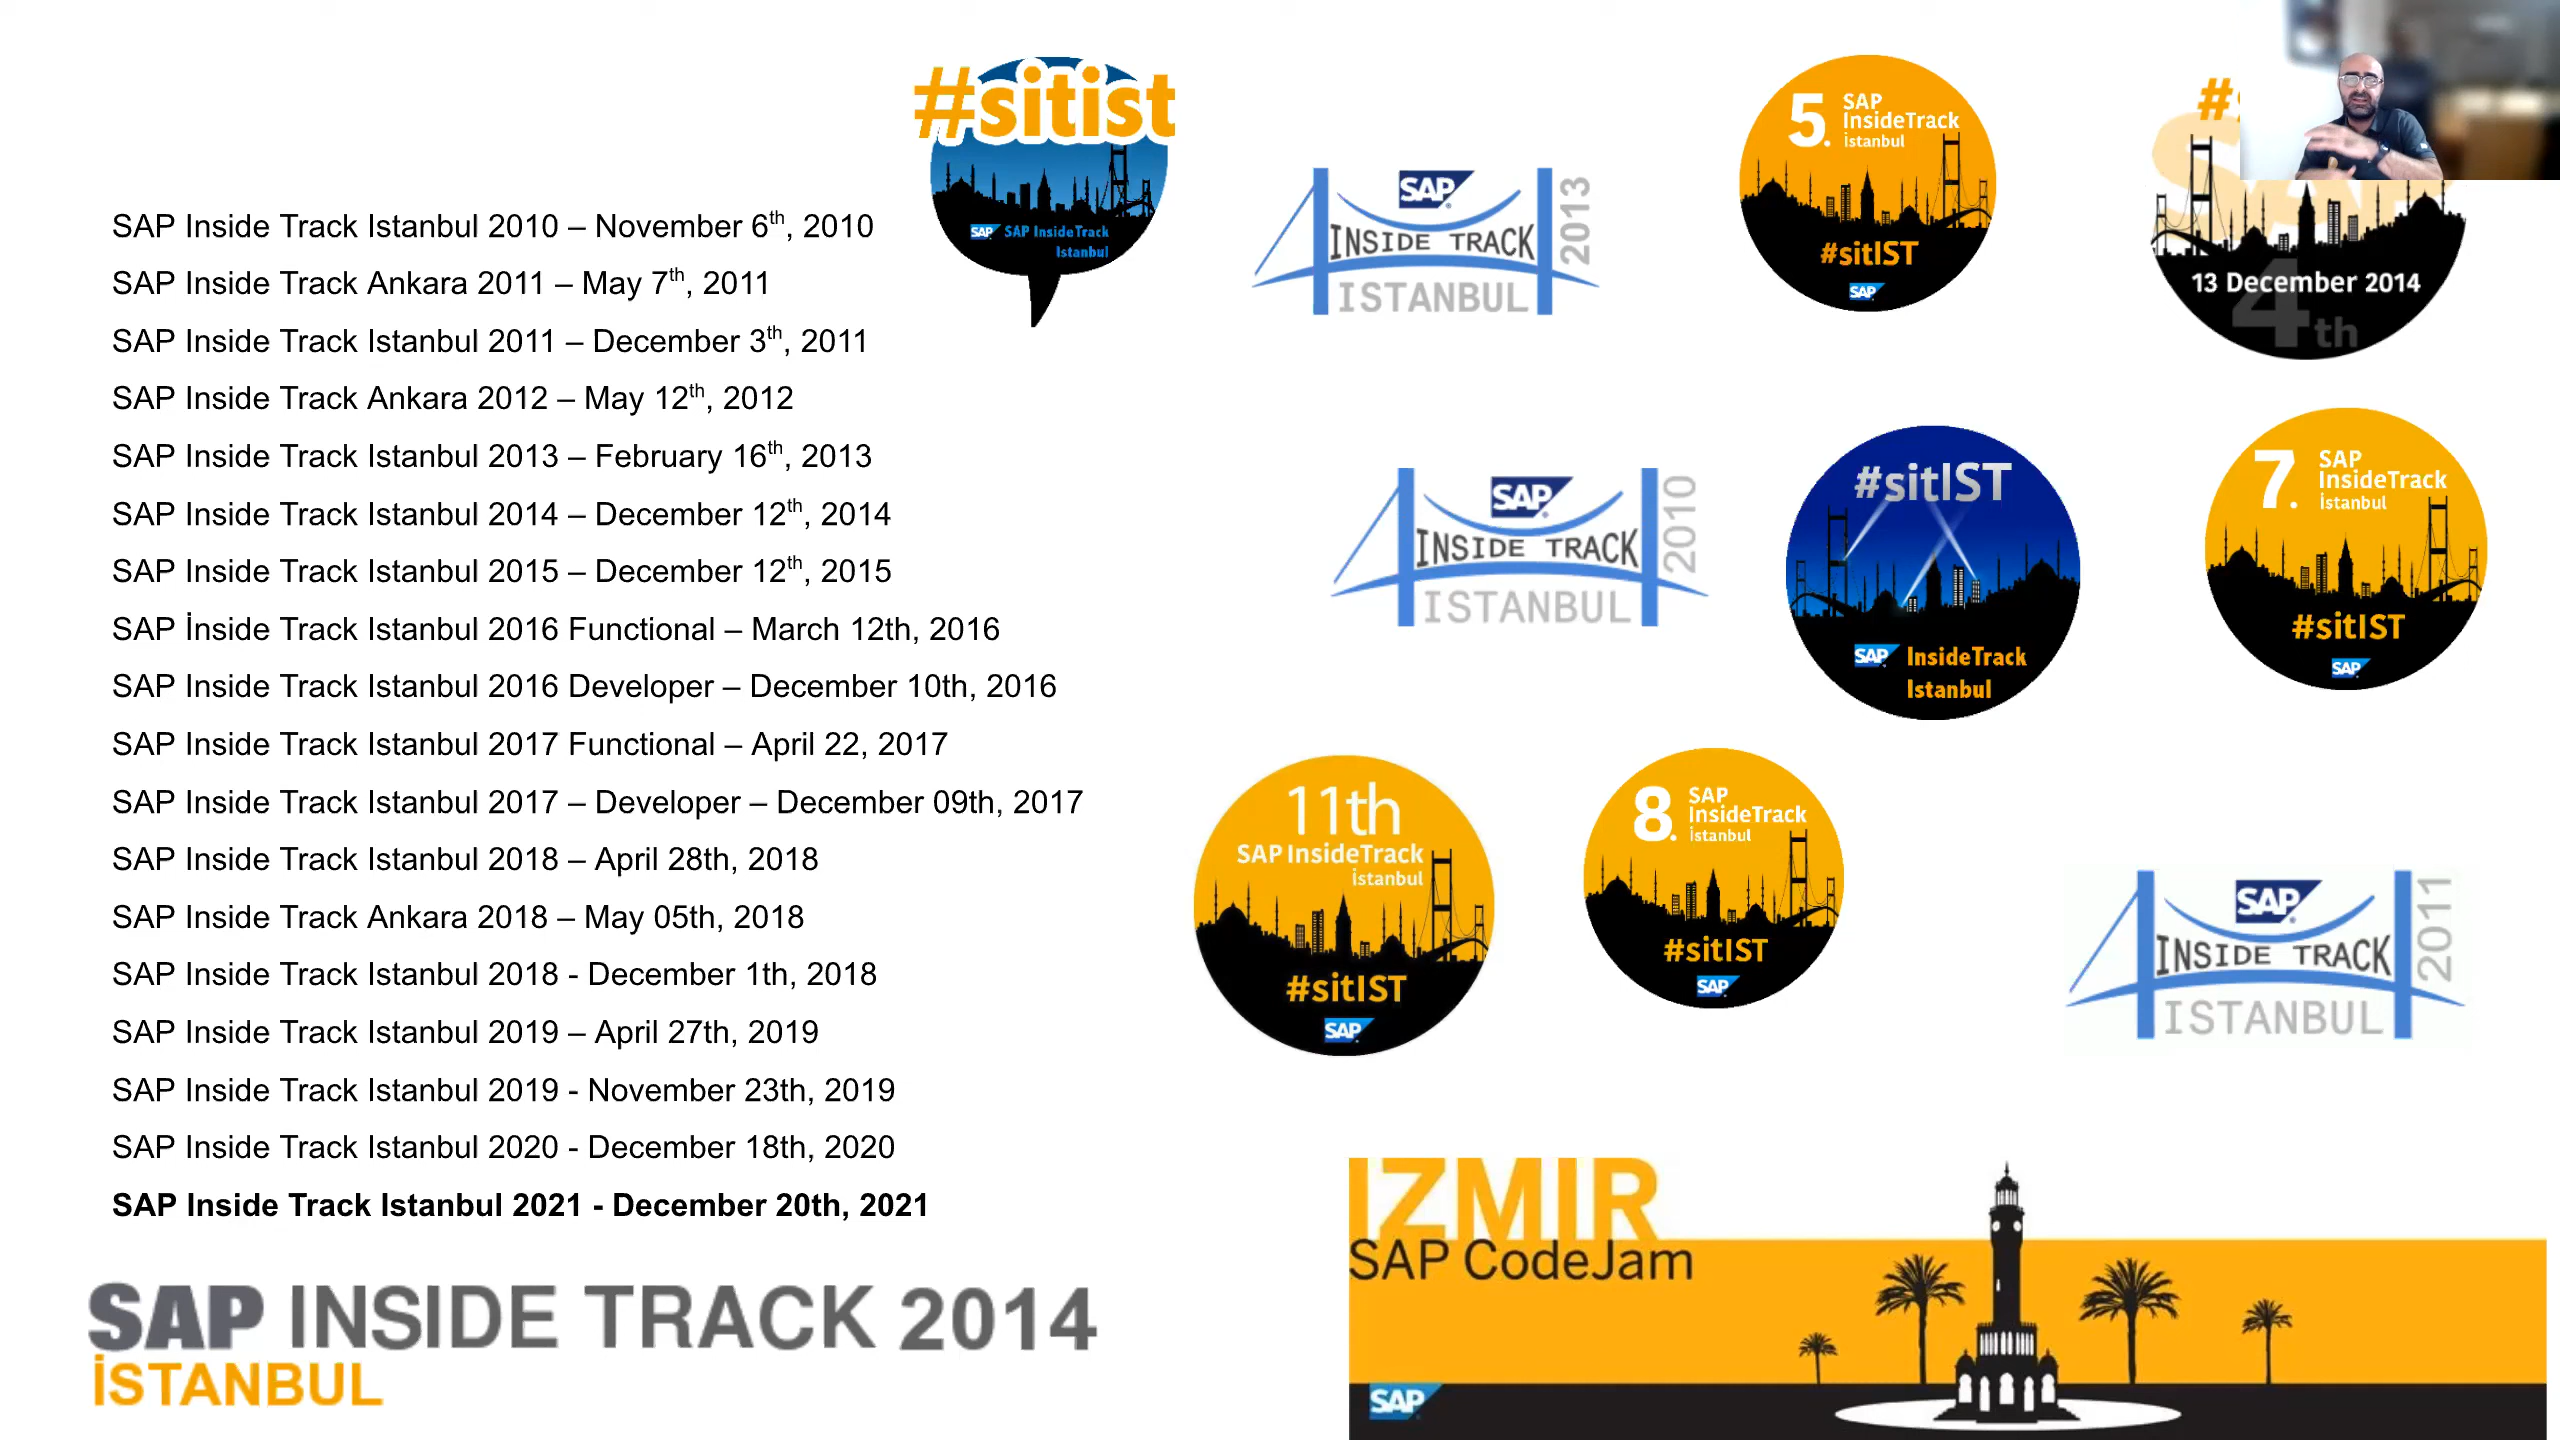 SAP Inside Track Istanbul 2010 – November 6th, 2010
SAP Inside Track Ankara 2011 – May 7th, 2011
SAP Inside Track Istanbul 2011 – December 3th, 2011
SAP Inside Track Ankara 2012 – May 12th, 2012
SAP Inside Track Istanbul 2013 – February 16th, 2013
SAP Inside Track Istanbul 2014 – December 12th, 2014
SAP Inside Track Istanbul 2015 – December 12th, 2015
SAP İnside Track Istanbul 2016 Functional – March 12th, 2016
SAP Inside Track Istanbul 2016 Developer – December 10th, 2016
SAP Inside Track Istanbul 2017 Functional – April 22, 2017
SAP Inside Track Istanbul 2017 – Developer – December 09th, 2017
SAP Inside Track Istanbul 2018 – April 28th, 2018
SAP Inside Track Ankara 2018 – May 05th, 2018
SAP Inside Track Istanbul 2018 - December 1th, 2018
SAP Inside Track Istanbul 2019 – April 27th, 2019
SAP Inside Track Istanbul 2019 - November 23th, 2019
SAP Inside Track Istanbul 2020 - December 18th, 2020
SAP Inside Track Istanbul 2021 - December 20th, 2021
SAP INSIDE TRACK 2014
İSTANBUL
#sitist
SAP SAP InsideTrack
Istanbul
SAP
INSIDE TRACK
ISTANBUL
2013
5. SAP
InsideTrack
İstanbul
#sitIST
SAP
13 December 2014
4th
SAP
INSIDE TRACK
ISTANBUL
2010
#sitIST
SAP InsideTrack
Istanbul
7. SAP
InsideTrack
İstanbul
#sitIST
SAP
11th
SAP InsideTrack
İstanbul
#sitIST
SAP
8. SAP
InsideTrack
İstanbul
#sitIST
SAP
SAP
INSIDE TRACK
ISTANBUL
2011
IZMIR
SAP CodeJam
SAP